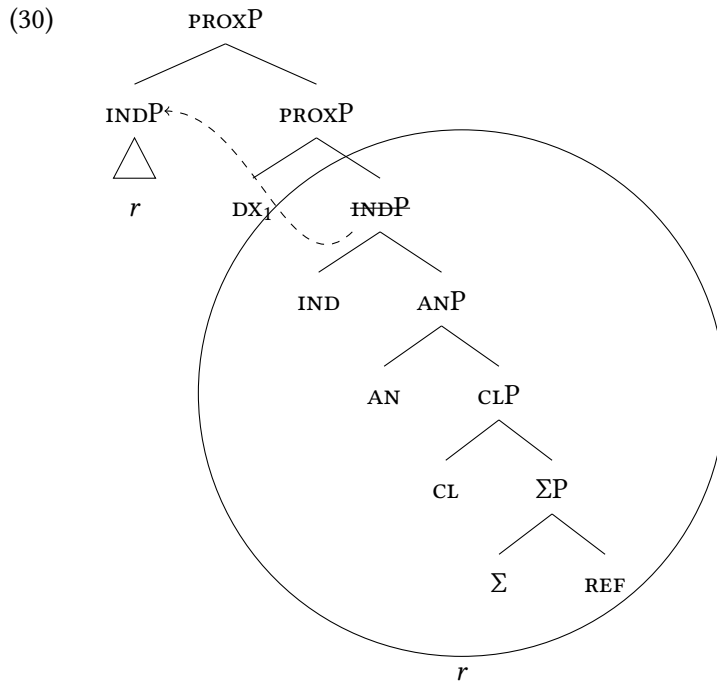 (30) PROXP
INDP PROXP
r DX₁ INDP
IND ANP
AN CLP
CL ΣP
Σ REF
r